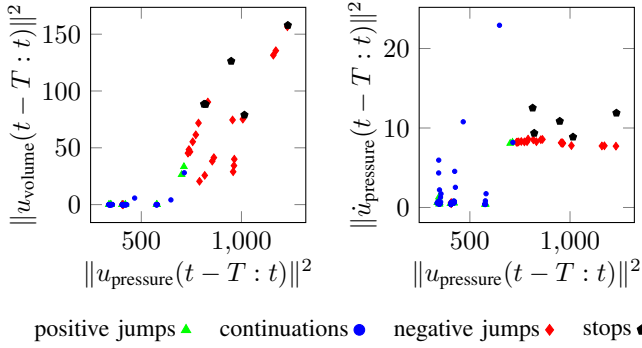 150
100
50
0
500
1,000
‖u_volume(t − T : t)‖²
‖u_pressure(t − T : t)‖²
20
10
0
500
1,000
‖u̇_pressure(t − T : t)‖²
‖u_pressure(t − T : t)‖²
positive jumps continuations negative jumps stops